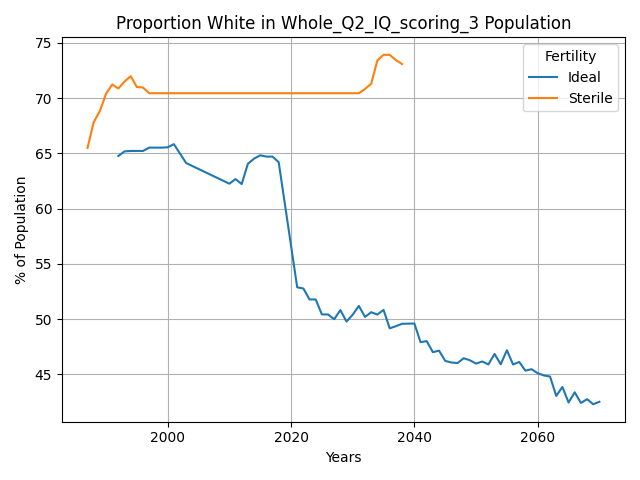 Proportion White in Whole_Q2_IQ_scoring_3 Population
Fertility
Ideal
Sterile
% of Population
75
70
65
60
55
50
45
2000
2020
2040
2060
Years